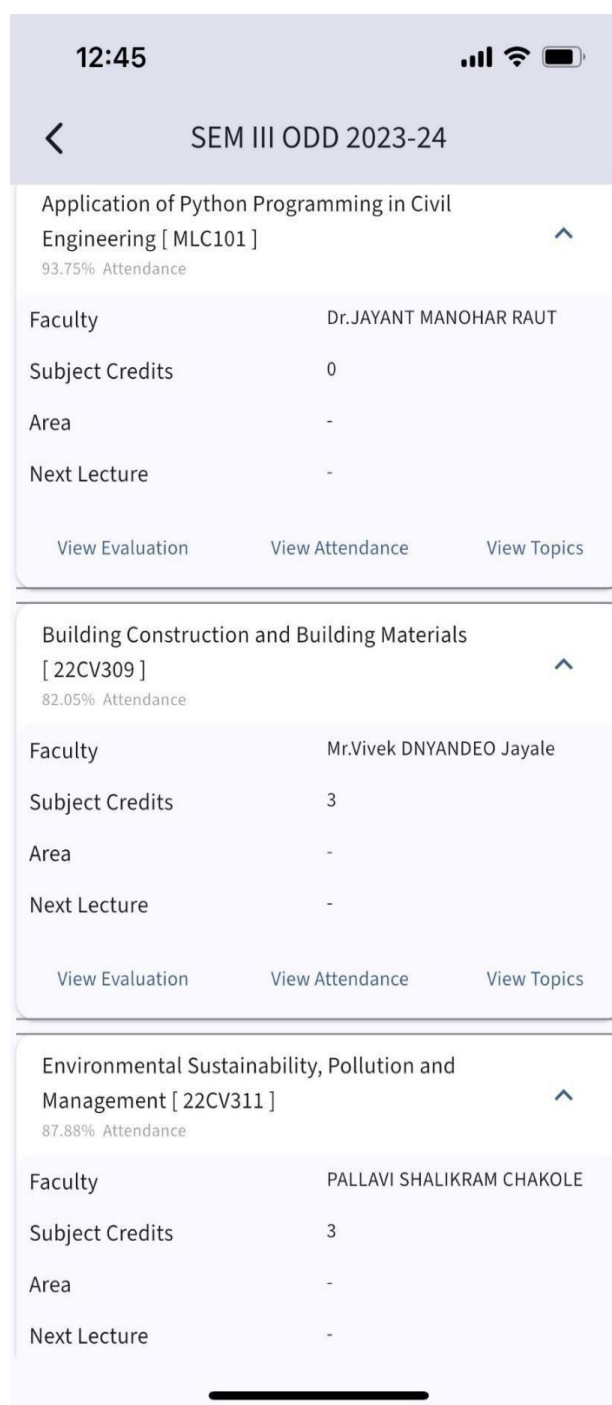 12:45
SEM III ODD 2023-24
Application of Python Programming in Civil
Engineering [ MLC101 ]
93.75% Attendance
Faculty Dr.JAYANT MANOHAR RAUT
Subject Credits 0
Area -
Next Lecture -
View Evaluation View Attendance View Topics
Building Construction and Building Materials
[ 22CV309 ]
82.05% Attendance
Faculty Mr.Vivek DNYANDEO Jayale
Subject Credits 3
Area -
Next Lecture -
View Evaluation View Attendance View Topics
Environmental Sustainability, Pollution and
Management [ 22CV311 ]
87.88% Attendance
Faculty PALLAVI SHALIKRAM CHAKOLE
Subject Credits 3
Area -
Next Lecture -